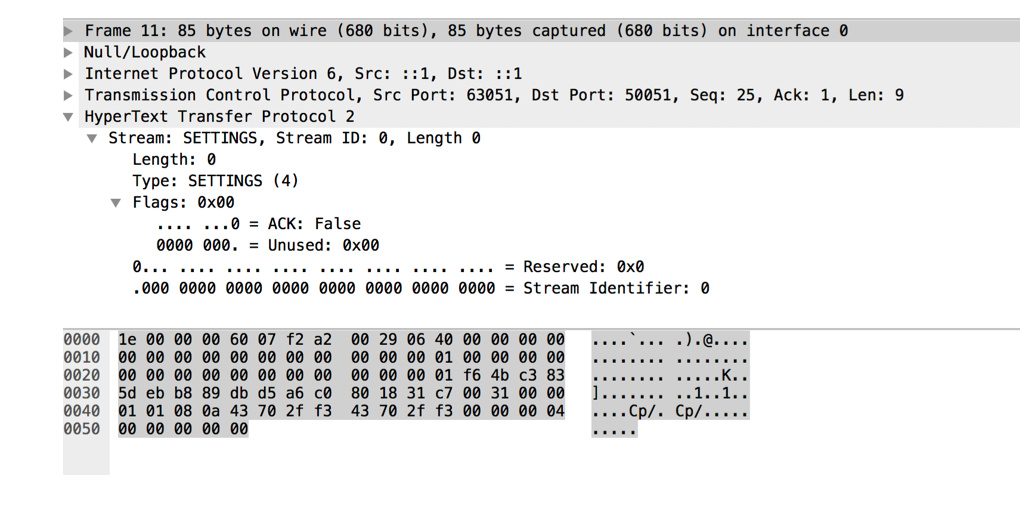 Frame 11: 85 bytes on wire (680 bits), 85 bytes captured (680 bits) on interface 0
Null/Loopback
Internet Protocol Version 6, Src: ::1, Dst: ::1
Transmission Control Protocol, Src Port: 63051, Dst Port: 50051, Seq: 25, Ack: 1, Len: 9
HyperText Transfer Protocol 2
Stream: SETTINGS, Stream ID: 0, Length 0
Length: 0
Type: SETTINGS (4)
Flags: 0x00
.... ...0 = ACK: False
0000 000. = Unused: 0x00
0... .... .... .... .... .... .... .... = Reserved: 0x0
.000 0000 0000 0000 0000 0000 0000 0000 = Stream Identifier: 0
0000 1e 00 00 00 60 07 f2 a2 00 29 06 40 00 00 00 00 ....`... .).@....
0010 00 00 00 00 00 00 00 00 00 00 00 01 00 00 00 00 ........ ........
0020 00 00 00 00 00 00 00 00 00 00 00 01 f6 4b c3 83 ........ .....K..
0030 5d eb b8 89 db d5 a6 c0 80 18 31 c7 00 31 00 00 ]....... ..1..1..
0040 01 01 08 0a 43 70 2f f3 43 70 2f f3 00 00 00 04 ....Cp/. Cp/.....
0050 00 00 00 00 00 .....